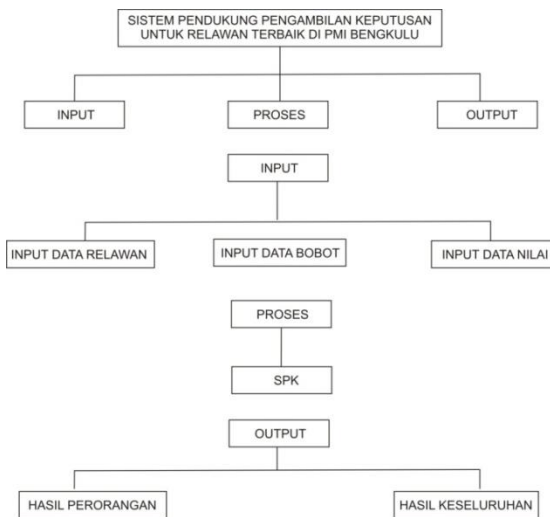 SISTEM PENDUKUNG PENGAMBILAN KEPUTUSAN
UNTUK RELAWAN TERBAIK DI PMI BENGKULU
INPUT
PROSES
OUTPUT
INPUT
INPUT DATA RELAWAN
INPUT DATA BOBOT
INPUT DATA NILAI
PROSES
SPK
OUTPUT
HASIL PERORANGAN
HASIL KESELURUHAN